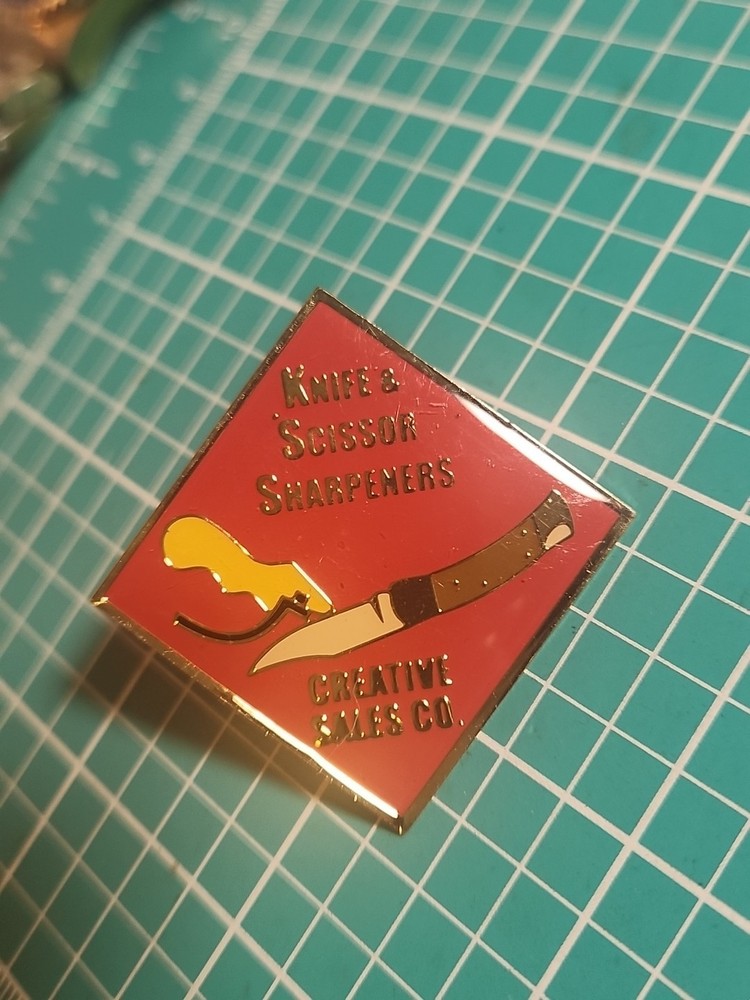 KNIFE &
SCISSOR
SHARPENERS
CREATIVE
SALES CO.